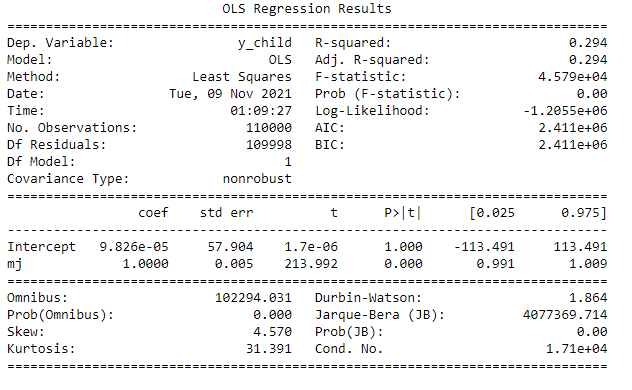 OLS Regression Results
==============================================================================
Dep. Variable:                y_child   R-squared:                       0.294
Model:                            OLS   Adj. R-squared:                  0.294
Method:                 Least Squares   F-statistic:                 4.579e+04
Date:                Tue, 09 Nov 2021   Prob (F-statistic):               0.00
Time:                        01:09:27   Log-Likelihood:            -1.2055e+06
No. Observations:              110000   AIC:                         2.411e+06
Df Residuals:                  109998   BIC:                         2.411e+06
Df Model:                           1
Covariance Type:            nonrobust
==============================================================================
                 coef    std err          t      P>|t|      [0.025      0.975]
------------------------------------------------------------------------------
Intercept   9.826e-05     57.904    1.7e-06      1.000    -113.491     113.491
mj             1.0000      0.005    213.992      0.000       0.991       1.009
==============================================================================
Omnibus:                   102294.031   Durbin-Watson:                   1.864
Prob(Omnibus):                  0.000   Jarque-Bera (JB):          4077369.714
Skew:                           4.570   Prob(JB):                         0.00
Kurtosis:                      31.391   Cond. No.                     1.71e+04
==============================================================================